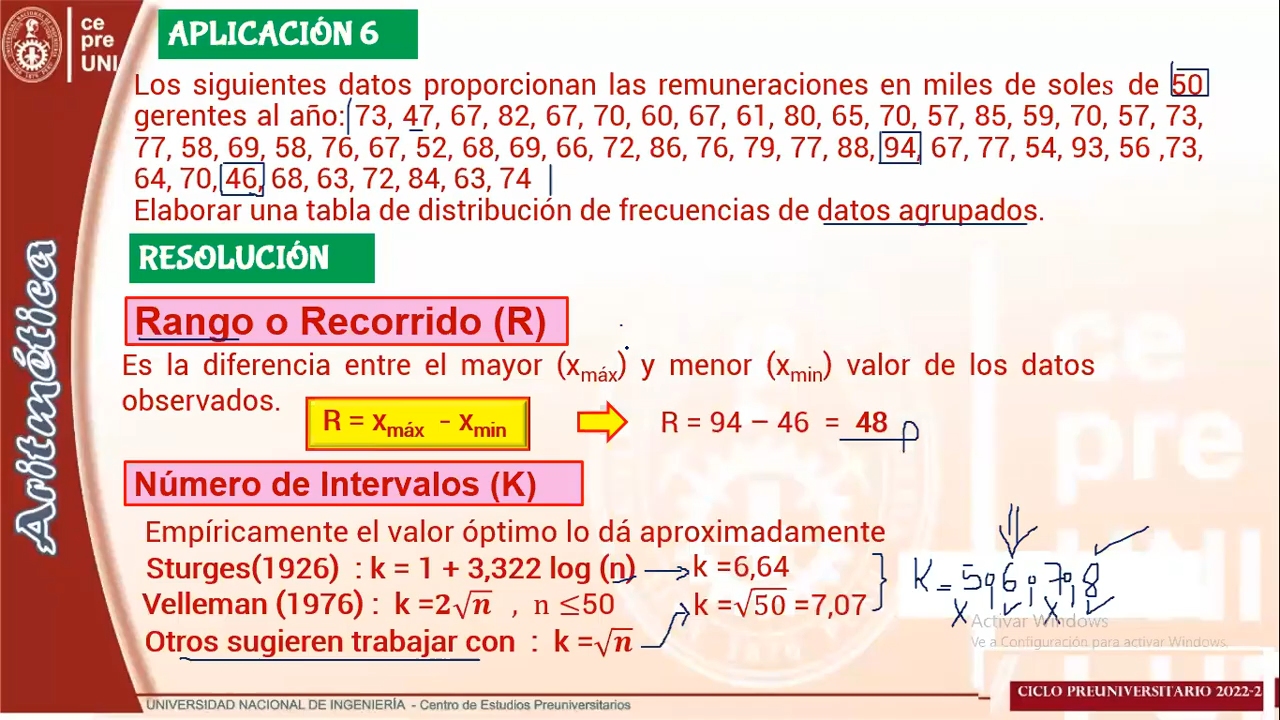 ce
pre
UNI
APLICACIÓN 6
Los siguientes datos proporcionan las remuneraciones en miles de soles de 50
gerentes al año: 73, 47, 67, 82, 67, 70, 60, 67, 61, 80, 65, 70, 57, 85, 59, 70, 57, 73,
77, 58, 69, 58, 76, 67, 52, 68, 69, 66, 72, 86, 76, 79, 77, 88, 94, 67, 77, 54, 93, 56 ,73,
64, 70, 46, 68, 63, 72, 84, 63, 74
Elaborar una tabla de distribución de frecuencias de datos agrupados.
RESOLUCIÓN
Rango o Recorrido (R)
Es la diferencia entre el mayor (xmáx) y menor (xmin) valor de los datos
observados.
R = xmáx - xmin
R = 94 – 46 = 48
Número de Intervalos (K)
Empíricamente el valor óptimo lo dá aproximadamente
Sturges(1926) : k = 1 + 3,322 log (n) k =6,64
Velleman (1976) : k =2√n , n ≤50 k =√50 =7,07
Otros sugieren trabajar con : k =√n
K = 5; 6; 7; 8
Activar Windows
Ve a Configuración para activar Windows.
Aritmética
UNIVERSIDAD NACIONAL DE INGENIERÍA - Centro de Estudios Preuniversitarios
CICLO PREUNIVERSITARIO 2022-2